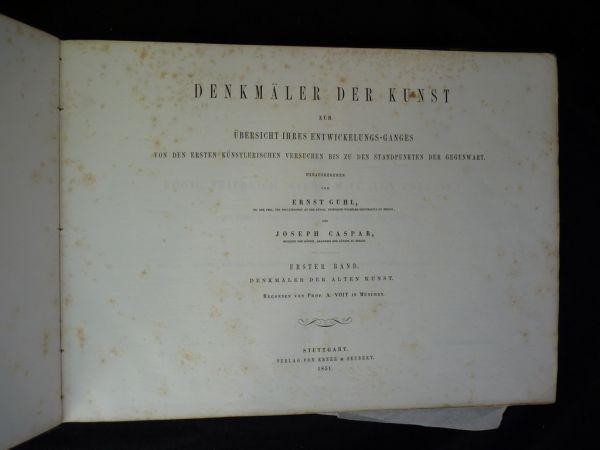 DENKMÄLER DER KUNST
ZUR
ÜBERSICHT IHRES ENTWICKELUNGS-GANGES
VON DEN ERSTEN KÜNSTLERISCHEN VERSUCHEN BIS ZU DEN STANDPUNKTEN DER GEGENWART.
HERAUSGEGEBEN
VON
ERNST GUHL,
UND
JOSEPH CASPAR,
ERSTER BAND.
DENKMÄLER DER ALTEN KUNST.
BEGONNEN VON PROF. A. VOIT IN MÜNCHEN.
STUTTGART.
VERLAG VON EBNER & SEUBERT.
1851.